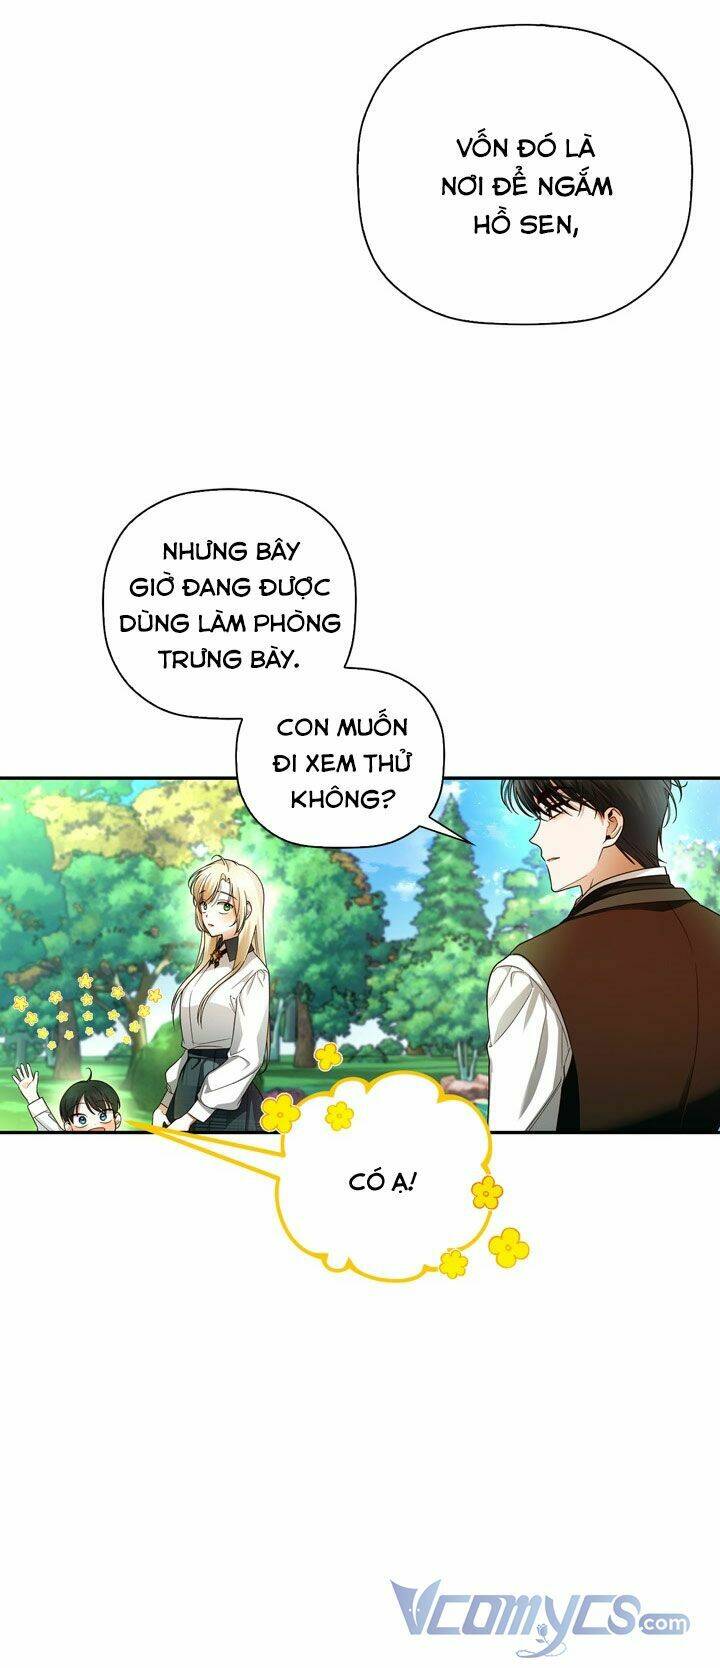 VỐN ĐÓ LÀ
NƠI ĐỂ NGẮM
HỒ SEN,
NHƯNG BÂY
GIỜ ĐANG ĐƯỢC
DÙNG LÀM PHÒNG
TRƯNG BÀY.
CON MUỐN
ĐI XEM THỬ
KHÔNG?
CÓ Ạ!
VCOMYCS.com